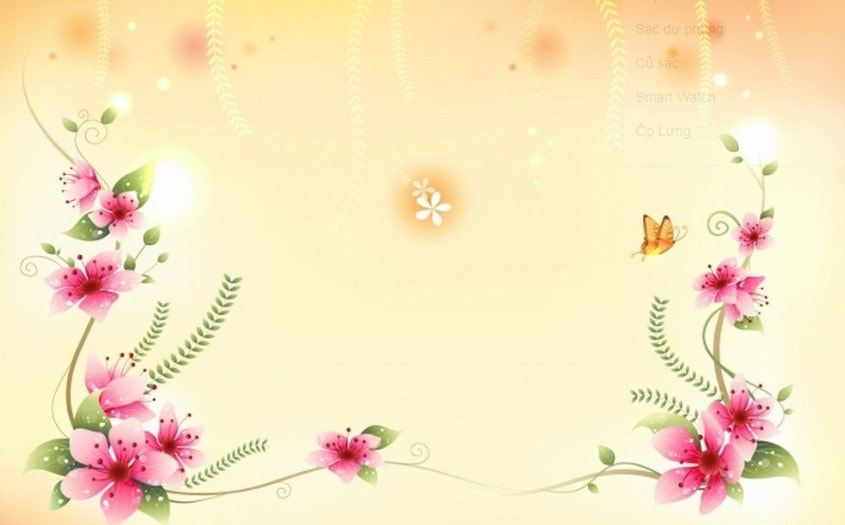 Sạc dự phòng
Củ sạc
Smart Watch
Ốp Lưng